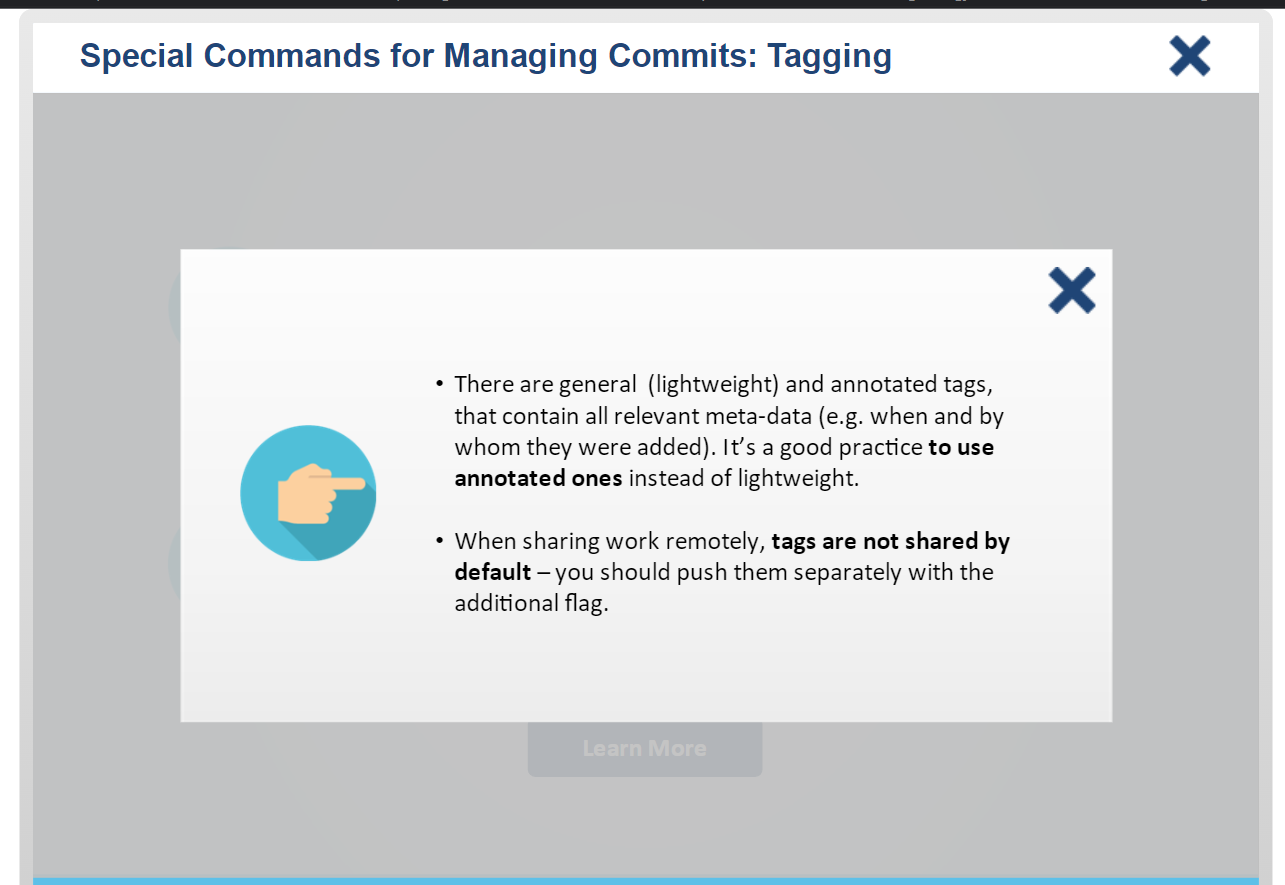 Special Commands for Managing Commits: Tagging
• There are general  (lightweight) and annotated tags,
that contain all relevant meta-data (e.g. when and by
whom they were added). It’s a good practice to use
annotated ones instead of lightweight.
• When sharing work remotely, tags are not shared by
default – you should push them separately with the
additional flag.
Learn More